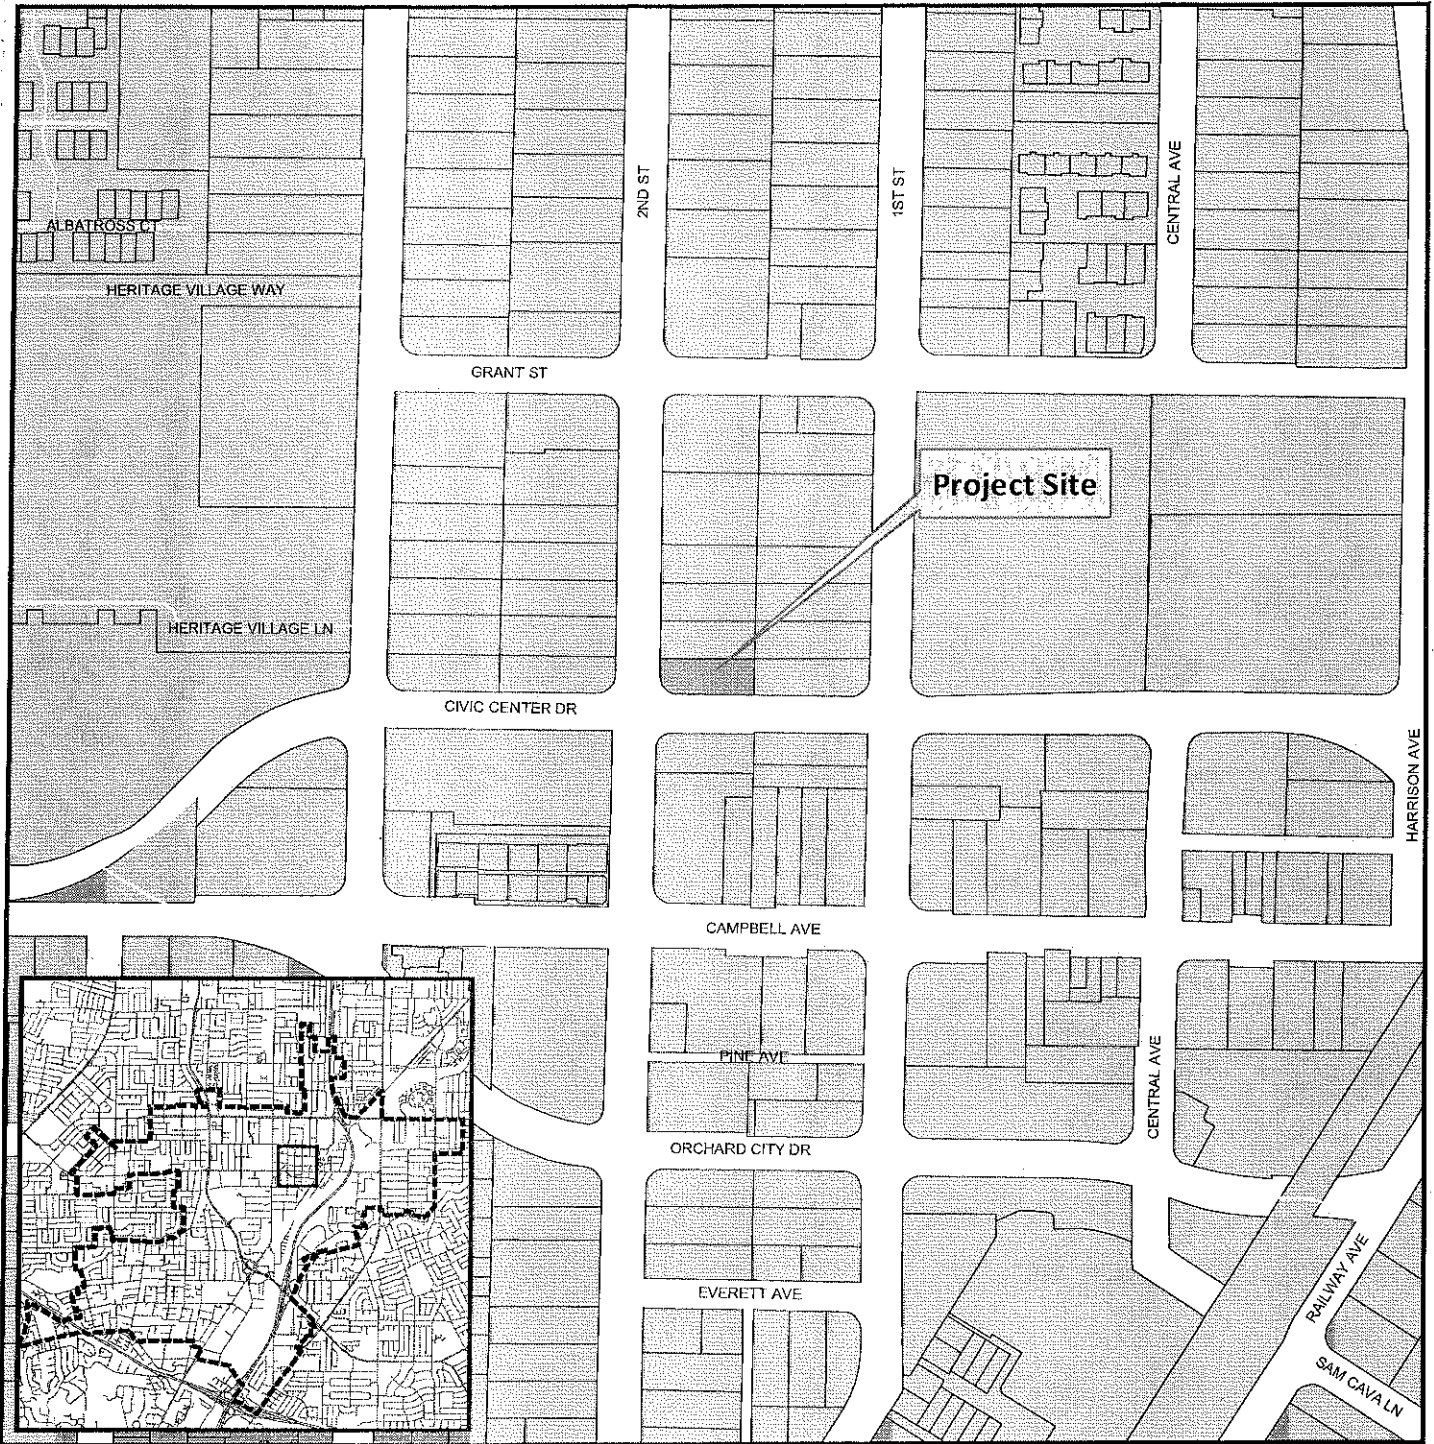 2ND ST
1ST ST
CENTRAL AVE
ALBATROSS CT
HERITAGE VILLAGE WAY
GRANT ST
Project Site
HERITAGE VILLAGE LN
CIVIC CENTER DR
HARRISON AVE
CAMPBELL AVE
PINE AVE
CENTRAL AVE
ORCHARD CITY DR
EVERETT AVE
RAILWAY AVE
SAM CAVA LN